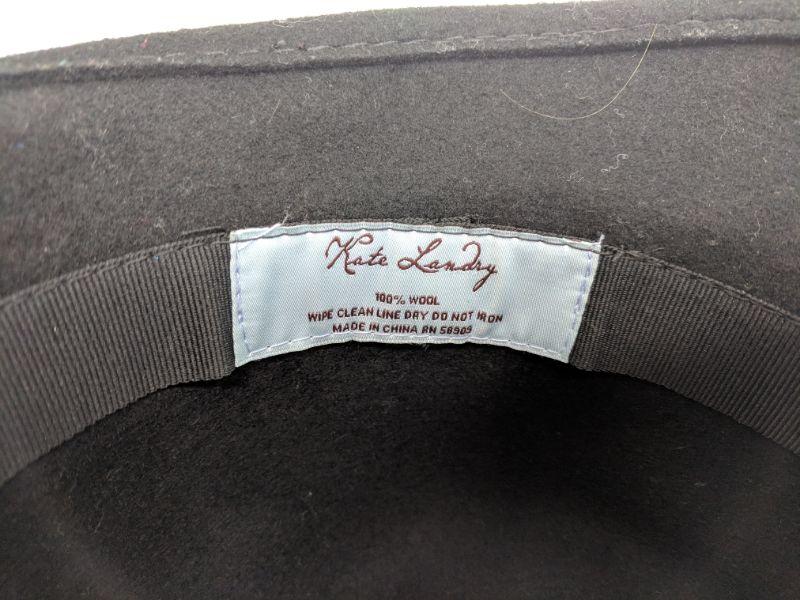 Kate Landry
100% WOOL
WIPE CLEAN LINE DRY DO NOT IRON
MADE IN CHINA RN 56909